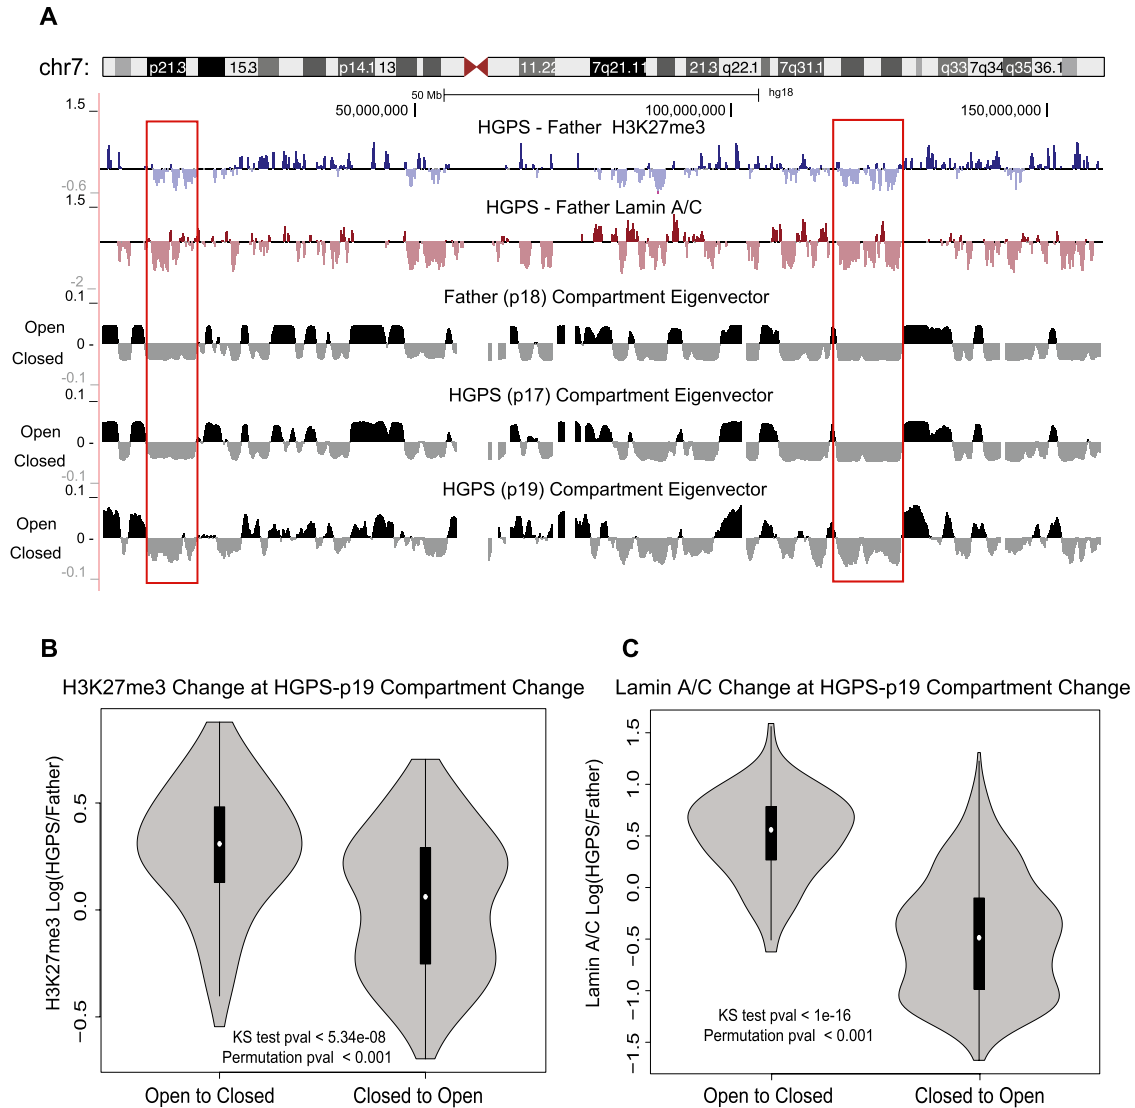 A
chr7: p21.3 15.3 p14.1 13 11.22 7q21.11 21.3 q22.1 7q31.1 q33 7q34 q35 36.1
50 Mb hg18
1.5 50,000,000 100,000,000 150,000,000
HGPS - Father H3K27me3
-0.6
1.5 HGPS - Father Lamin A/C
-2
0.1 Father (p18) Compartment Eigenvector
Open
0 -
Closed
-0.1
0.1 HGPS (p17) Compartment Eigenvector
Open
0 -
Closed
-0.1
0.1 HGPS (p19) Compartment Eigenvector
Open
0 -
Closed
-0.1
B
H3K27me3 Change at HGPS-p19 Compartment Change
H3K27me3 Log(HGPS/Father)
0.5
0.0
−0.5
KS test pval < 5.34e-08
Permutation pval < 0.001
Open to Closed Closed to Open
C
Lamin A/C Change at HGPS-p19 Compartment Change
Lamin A/C Log(HGPS/Father)
1.5
1.0
0.5
0.0
−0.5
−1.0
−1.5
KS test pval < 1e-16
Permutation pval < 0.001
Open to Closed Closed to Open